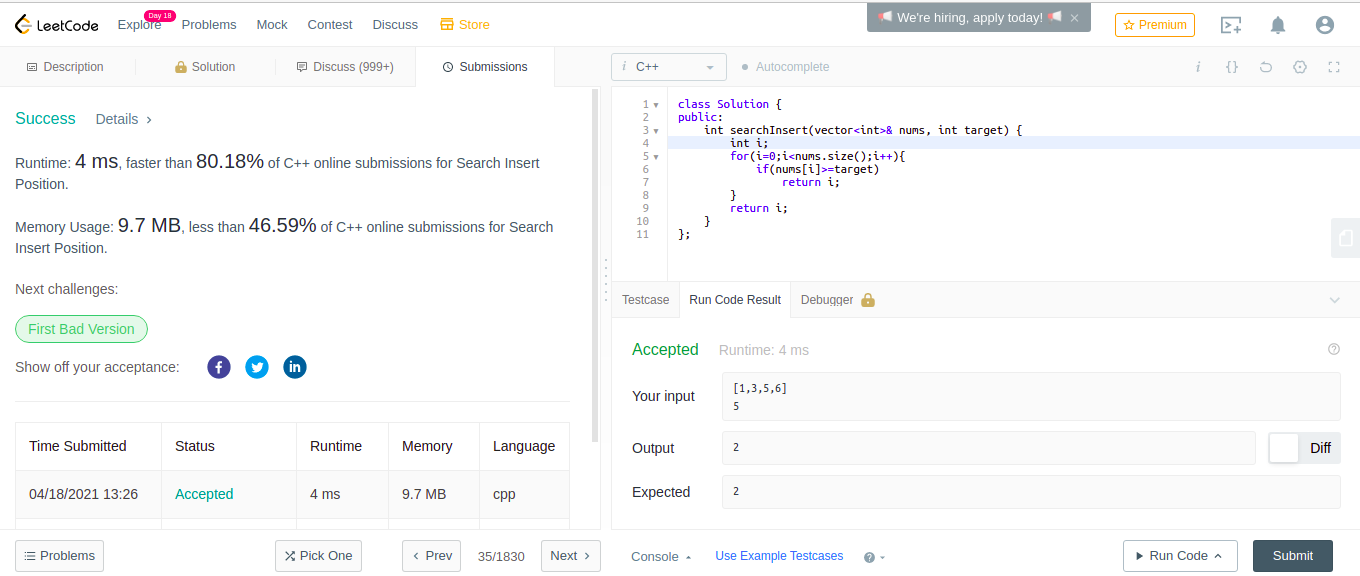 LeetCode
Explore
Day 18
Problems
Mock
Contest
Discuss
Store
We're hiring, apply today!
Premium
Description
Solution
Discuss (999+)
Submissions
i C++
Autocomplete
i
{}
Success
Details
Runtime: 4 ms, faster than 80.18% of C++ online submissions for Search Insert
Position.
Memory Usage: 9.7 MB, less than 46.59% of C++ online submissions for Search
Insert Position.
Next challenges:
First Bad Version
Show off your acceptance:
Time Submitted Status Runtime Memory Language
04/18/2021 13:26 Accepted 4 ms 9.7 MB cpp
Problems
Pick One
Prev
35/1830
Next
1 class Solution {
2 public:
3 int searchInsert(vector<int>& nums, int target) {
4 int i;
5 for(i=0;i<nums.size();i++){
6 if(nums[i]>=target)
7 return i;
8 }
9 return i;
10 }
11 };
Testcase
Run Code Result
Debugger
Accepted
Runtime: 4 ms
Your input
[1,3,5,6]
5
Output
2
Diff
Expected
2
Console
Use Example Testcases
Run Code
Submit